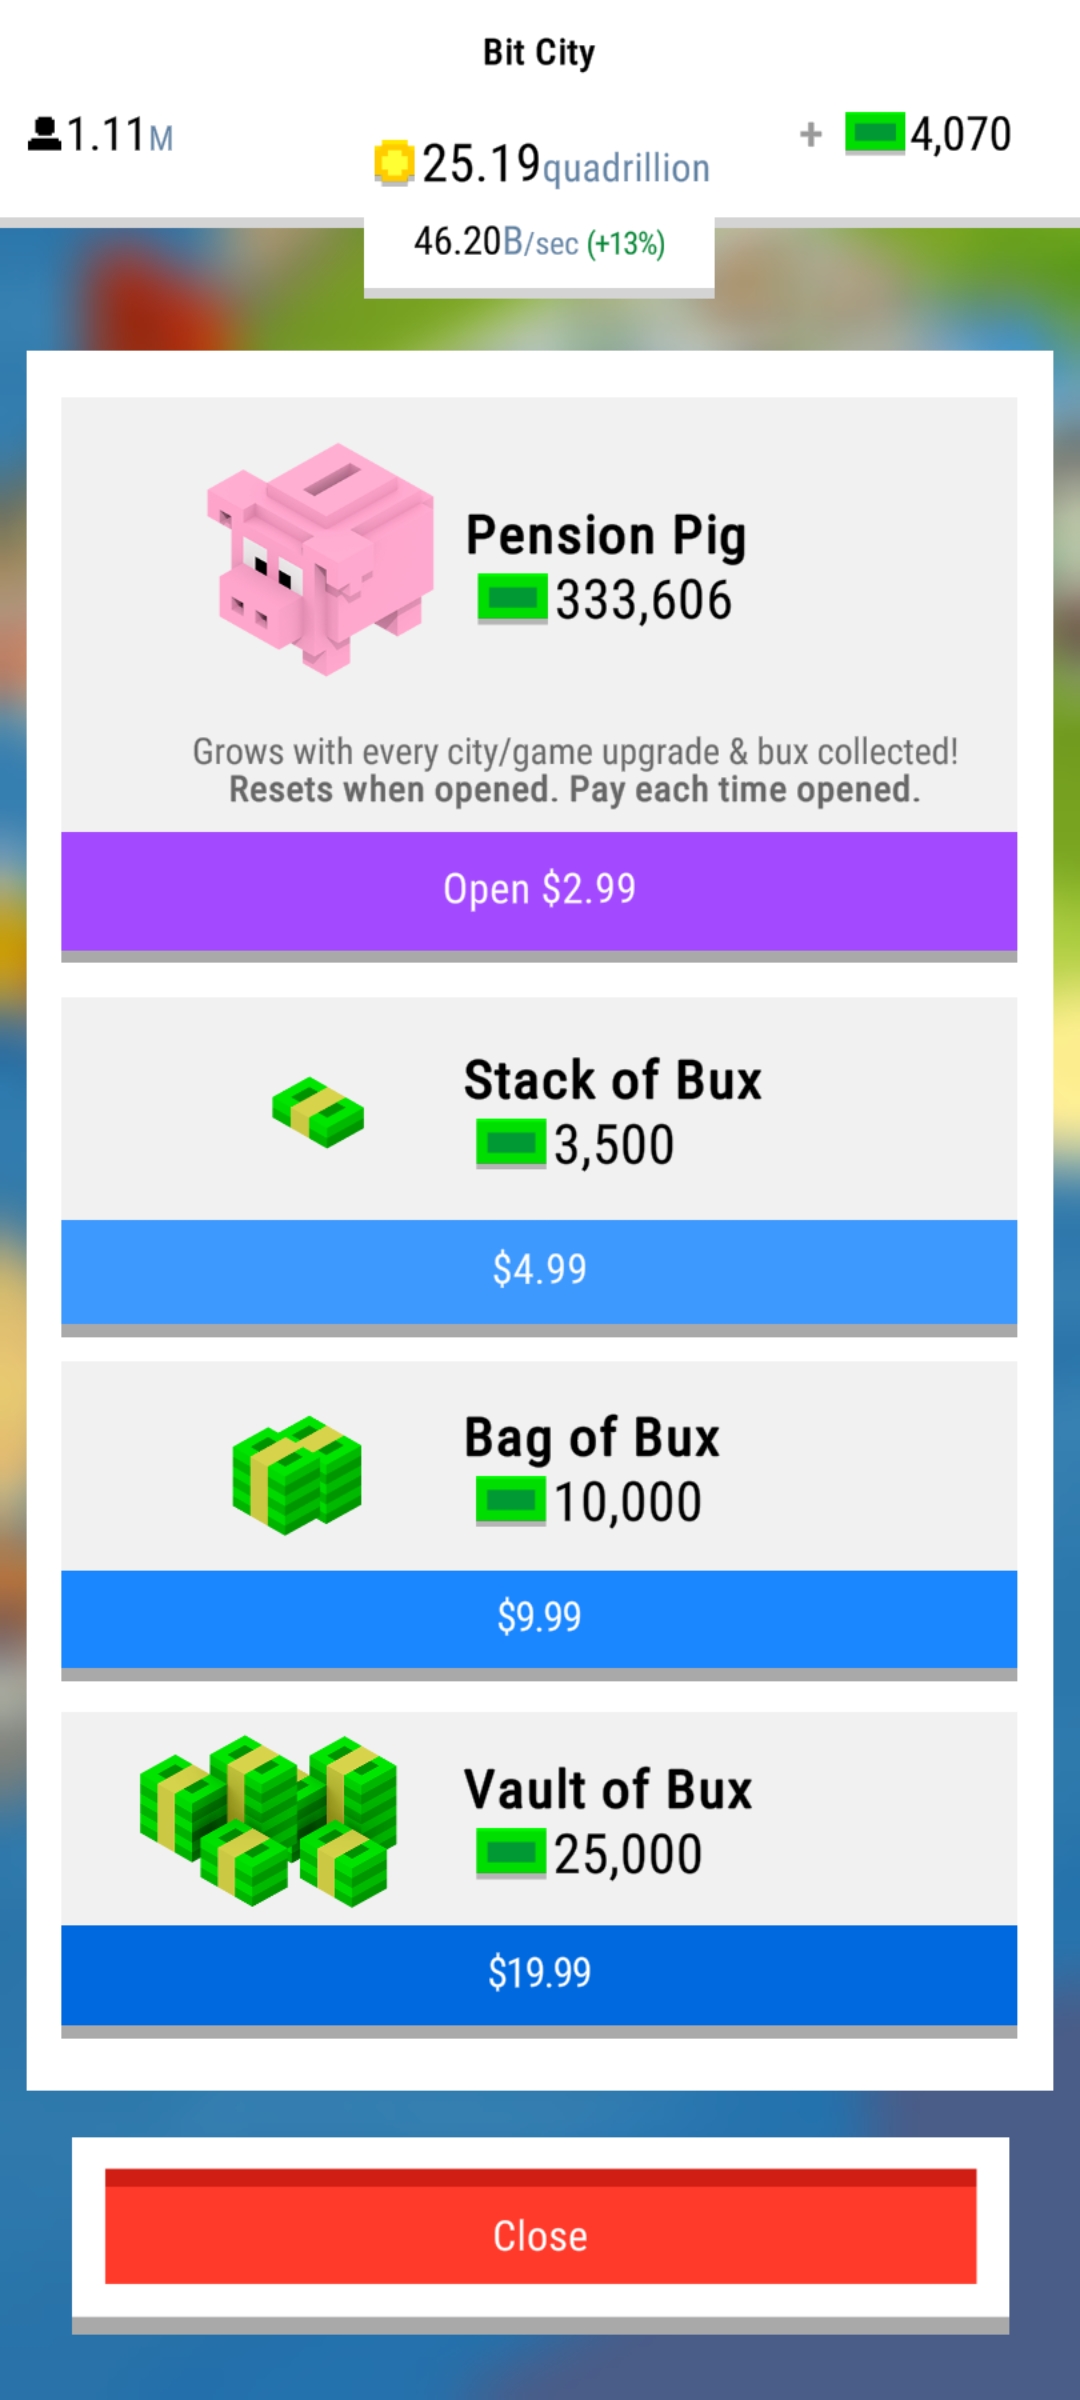 Bit City
1.11M
25.19quadrillion
+ 4,070
46.20B/sec (+13%)
Pension Pig
333,606
Grows with every city/game upgrade & bux collected!
Resets when opened. Pay each time opened.
Open $2.99
Stack of Bux
3,500
$4.99
Bag of Bux
10,000
$9.99
Vault of Bux
25,000
$19.99
Close